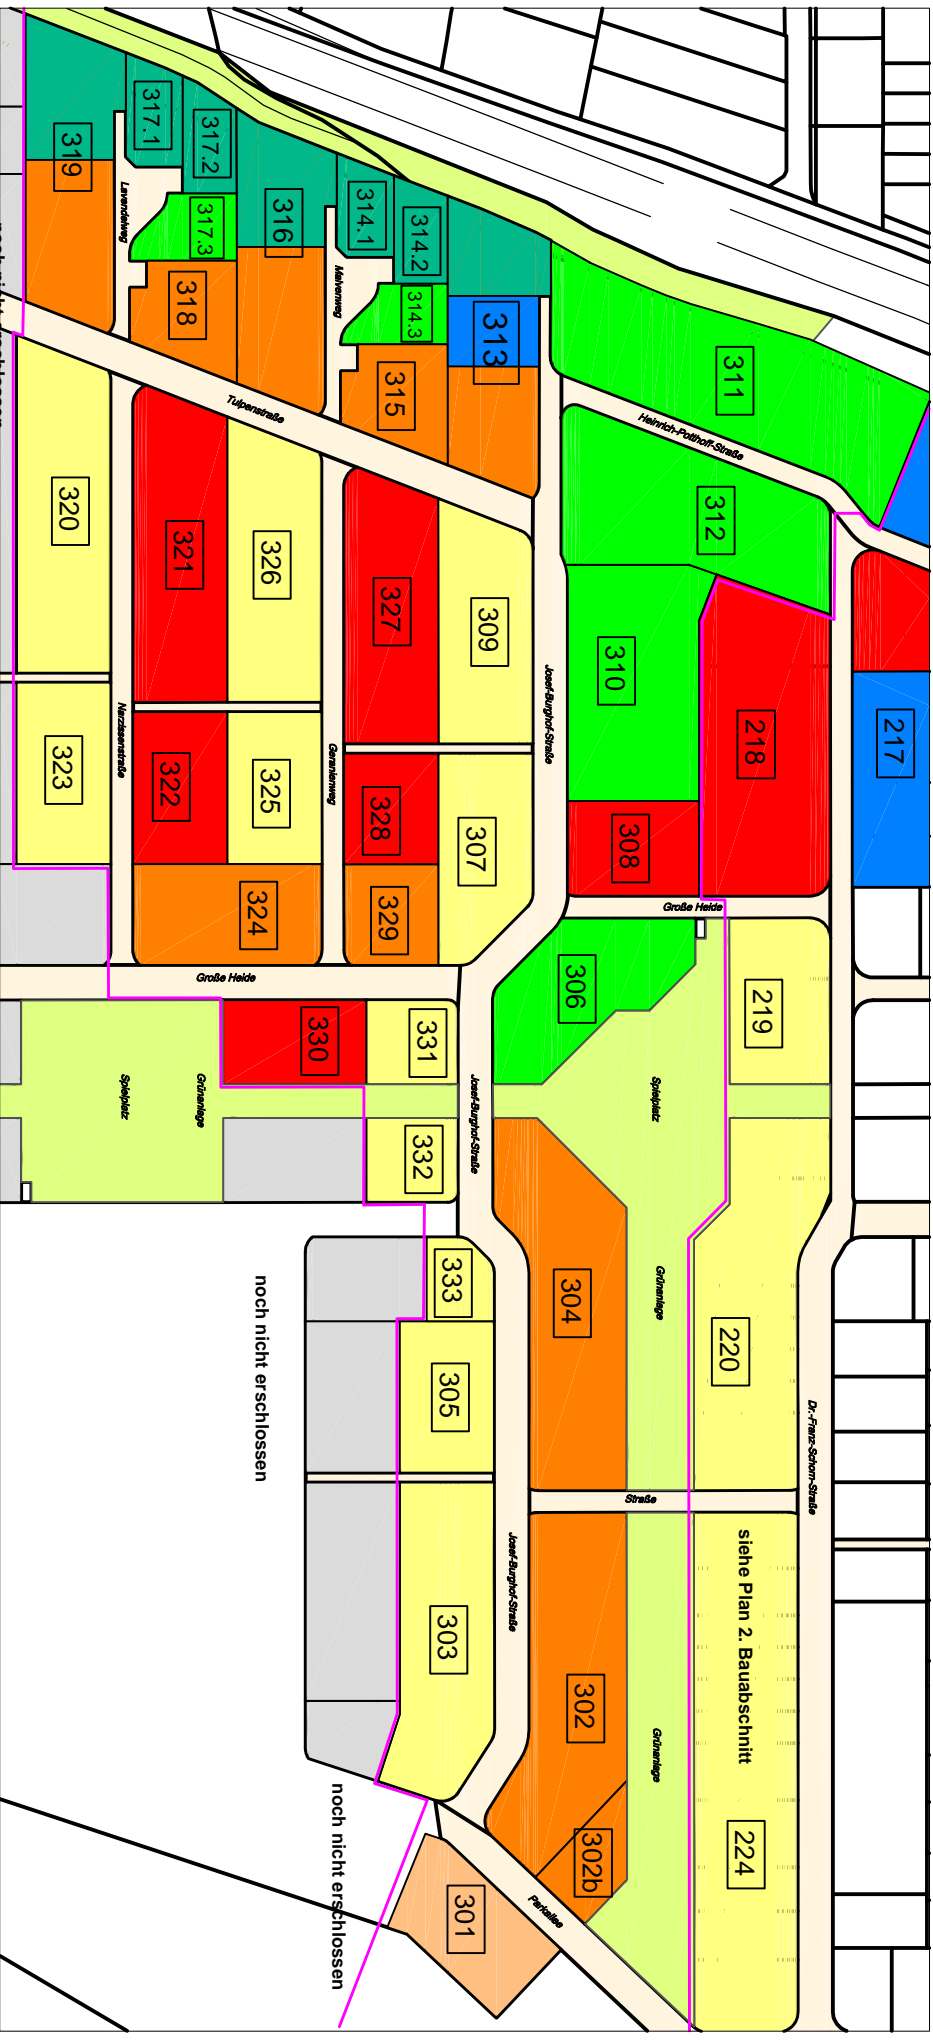 311
Heinrich-Potthoff-Straße
312
217
218
310
308
Große Heide
219
306
Spielplatz
Grünanlage
220
Dr.-Franz-Schorn-Straße
Straße
siehe Plan 2. Bauabschnitt
224
304
302
302b
Grünanlage
Parkallee
301
319
317.1
317.2
317.3
Lavendelweg
318
316
314.1
314.2
314.3
Malvenweg
315
313
Tulpenstraße
Josef-Burghof-Straße
309
327
307
328
329
Geranienweg
326
325
324
321
322
Narzissenstraße
320
323
Große Heide
330
331
332
Josef-Burghof-Straße
Grünanlage
Spielplatz
333
305
303
Josef-Burghof-Straße
noch nicht erschlossen
noch nicht erschlossen